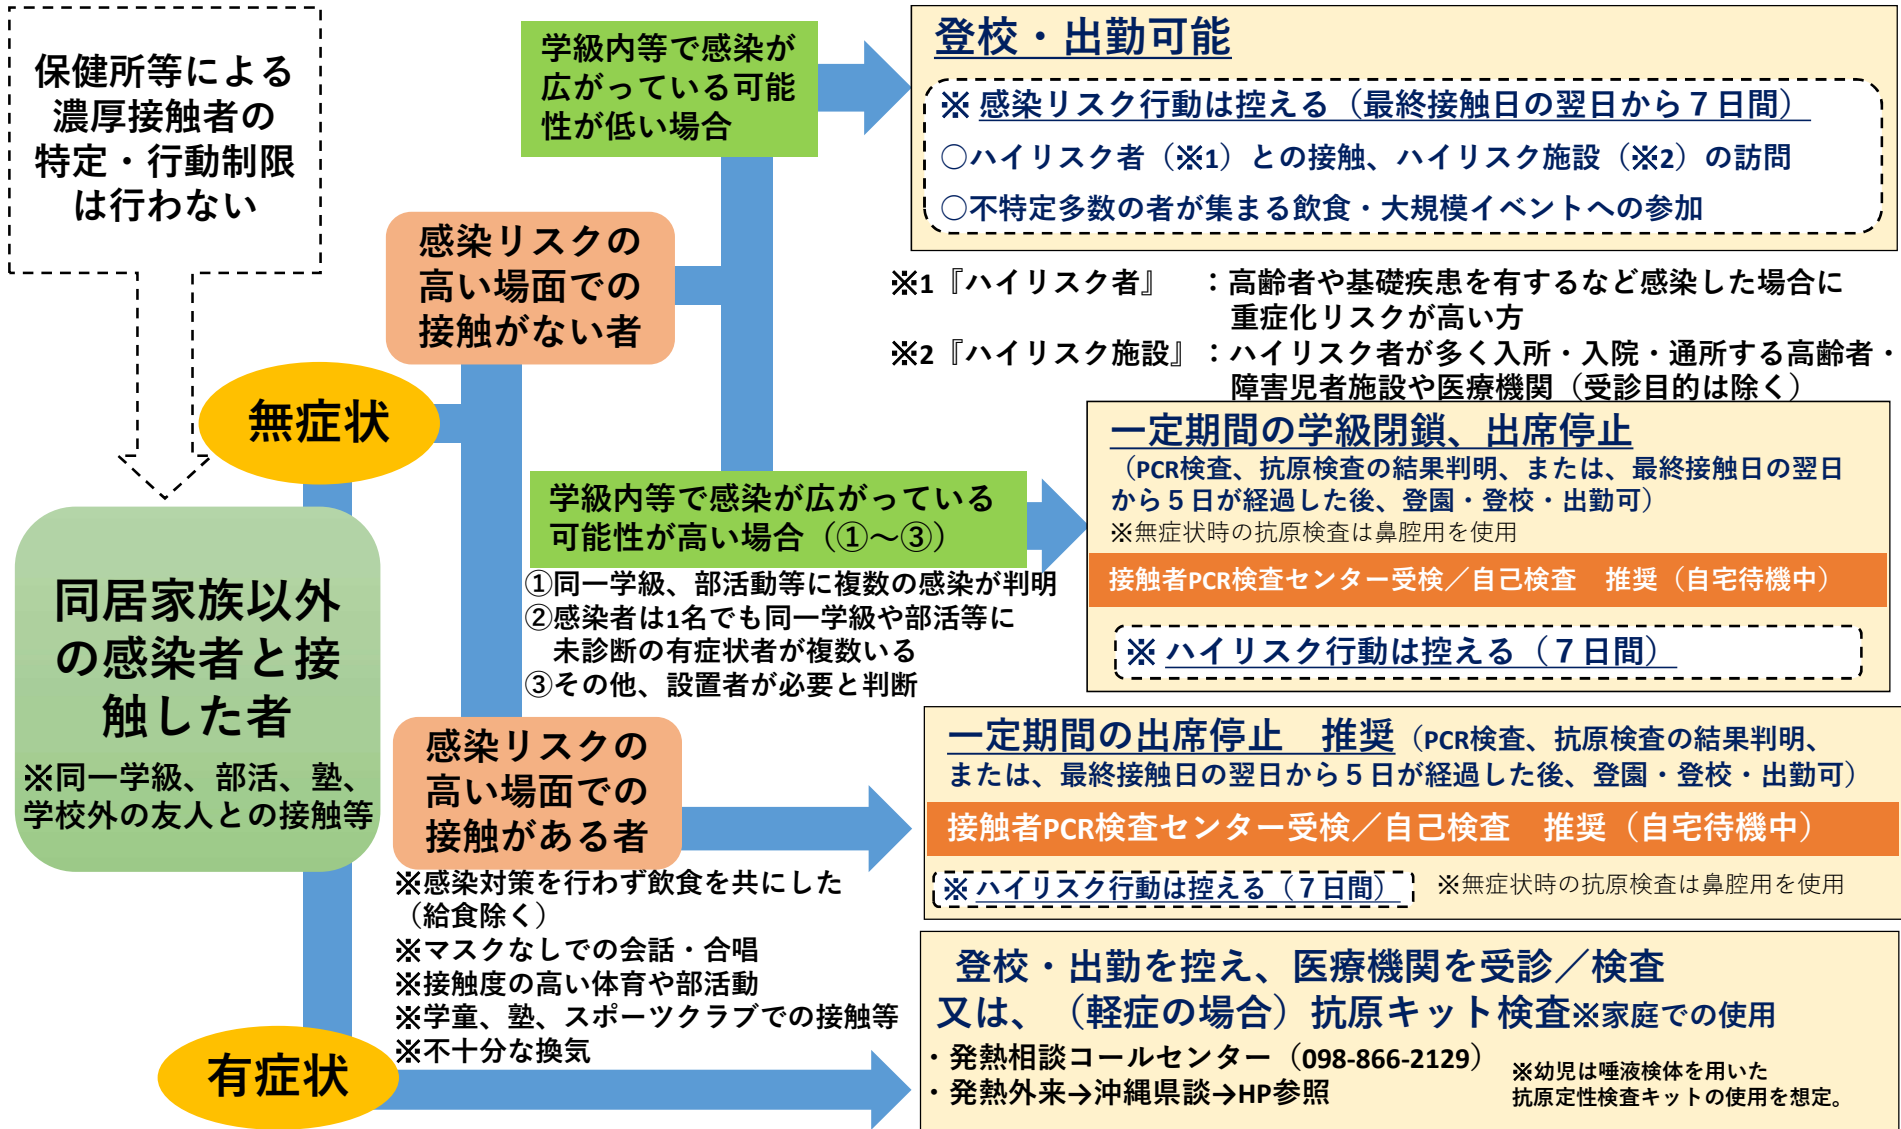 保健所等による
濃厚接触者の
特定・行動制限
は行わない
同居家族以外
の感染者と接
触した者
※同一学級、部活、塾、
学校外の友人との接触等
無症状
有症状
感染リスクの
高い場面での
接触がない者
学級内等で感染が
広がっている可能
性が低い場合
登校・出勤可能
※ 感染リスク行動は控える（最終接触日の翌日から７日間）
○ハイリスク者（※1）との接触、ハイリスク施設（※2）の訪問
○不特定多数の者が集まる飲食・大規模イベントへの参加
※1『ハイリスク者』　：高齢者や基礎疾患を有するなど感染した場合に
重症化リスクが高い方
※2『ハイリスク施設』：ハイリスク者が多く入所・入院・通所する高齢者・
障害児者施設や医療機関（受診目的は除く）
学級内等で感染が広がっている
可能性が高い場合（①～③）
①同一学級、部活動等に複数の感染が判明
②感染者は1名でも同一学級や部活等に
未診断の有症状者が複数いる
③その他、設置者が必要と判断
一定期間の学級閉鎖、出席停止
（PCR検査、抗原検査の結果判明、または、最終接触日の翌日
から５日が経過した後、登園・登校・出勤可）
※無症状時の抗原検査は鼻腔用を使用
接触者PCR検査センター受検／自己検査　推奨（自宅待機中）
※ ハイリスク行動は控える（７日間）
感染リスクの
高い場面での
接触がある者
※感染対策を行わず飲食を共にした
（給食除く）
※マスクなしでの会話・合唱
※接触度の高い体育や部活動
※学童、塾、スポーツクラブでの接触等
※不十分な換気
一定期間の出席停止　推奨（PCR検査、抗原検査の結果判明、
または、最終接触日の翌日から５日が経過した後、登園・登校・出勤可）
接触者PCR検査センター受検／自己検査　推奨（自宅待機中）
※ ハイリスク行動は控える（７日間）　※無症状時の抗原検査は鼻腔用を使用
登校・出勤を控え、医療機関を受診／検査
又は、（軽症の場合）抗原キット検査※家庭での使用
・発熱相談コールセンター（098-866-2129）
・発熱外来→沖縄県談→HP参照
※幼児は唾液検体を用いた
抗原定性検査キットの使用を想定。